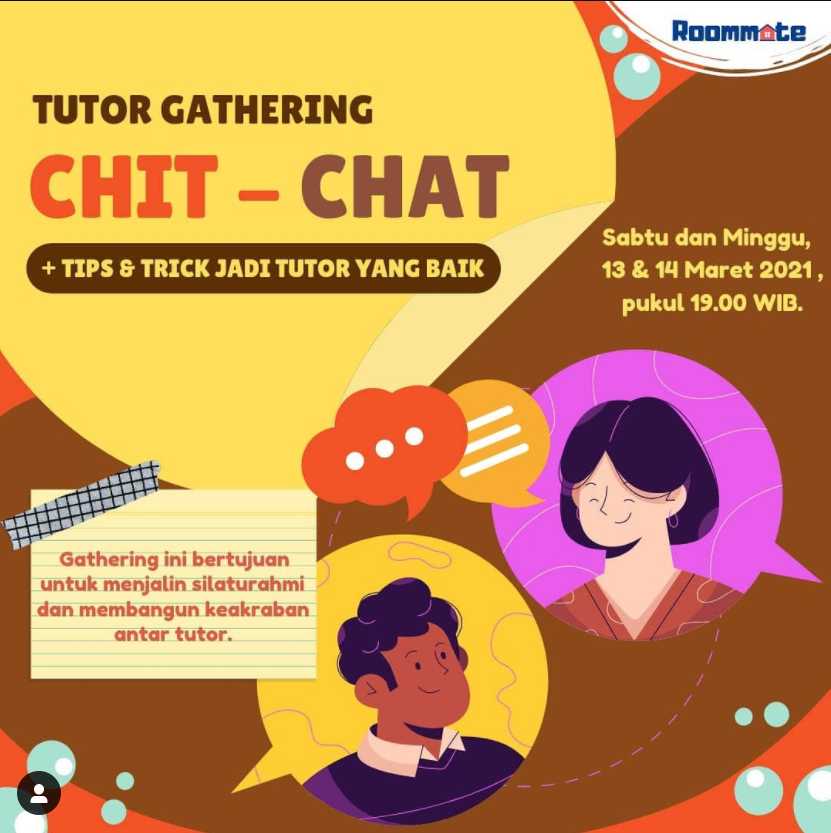 Roommate
TUTOR GATHERING
CHIT - CHAT
+ TIPS & TRICK JADI TUTOR YANG BAIK
Sabtu dan Minggu,
13 & 14 Maret 2021,
pukul 19.00 WIB.
Gathering ini bertujuan
untuk menjalin silaturahmi
dan membangun keakraban
antar tutor.